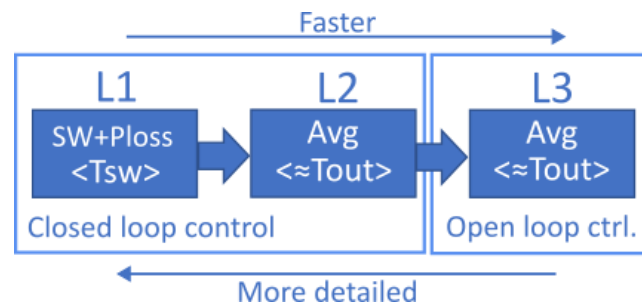 Faster
L1
L2
L3
SW+Ploss
<Tsw>
Avg
<≈Tout>
Avg
<≈Tout>
Closed loop control
Open loop ctrl.
More detailed